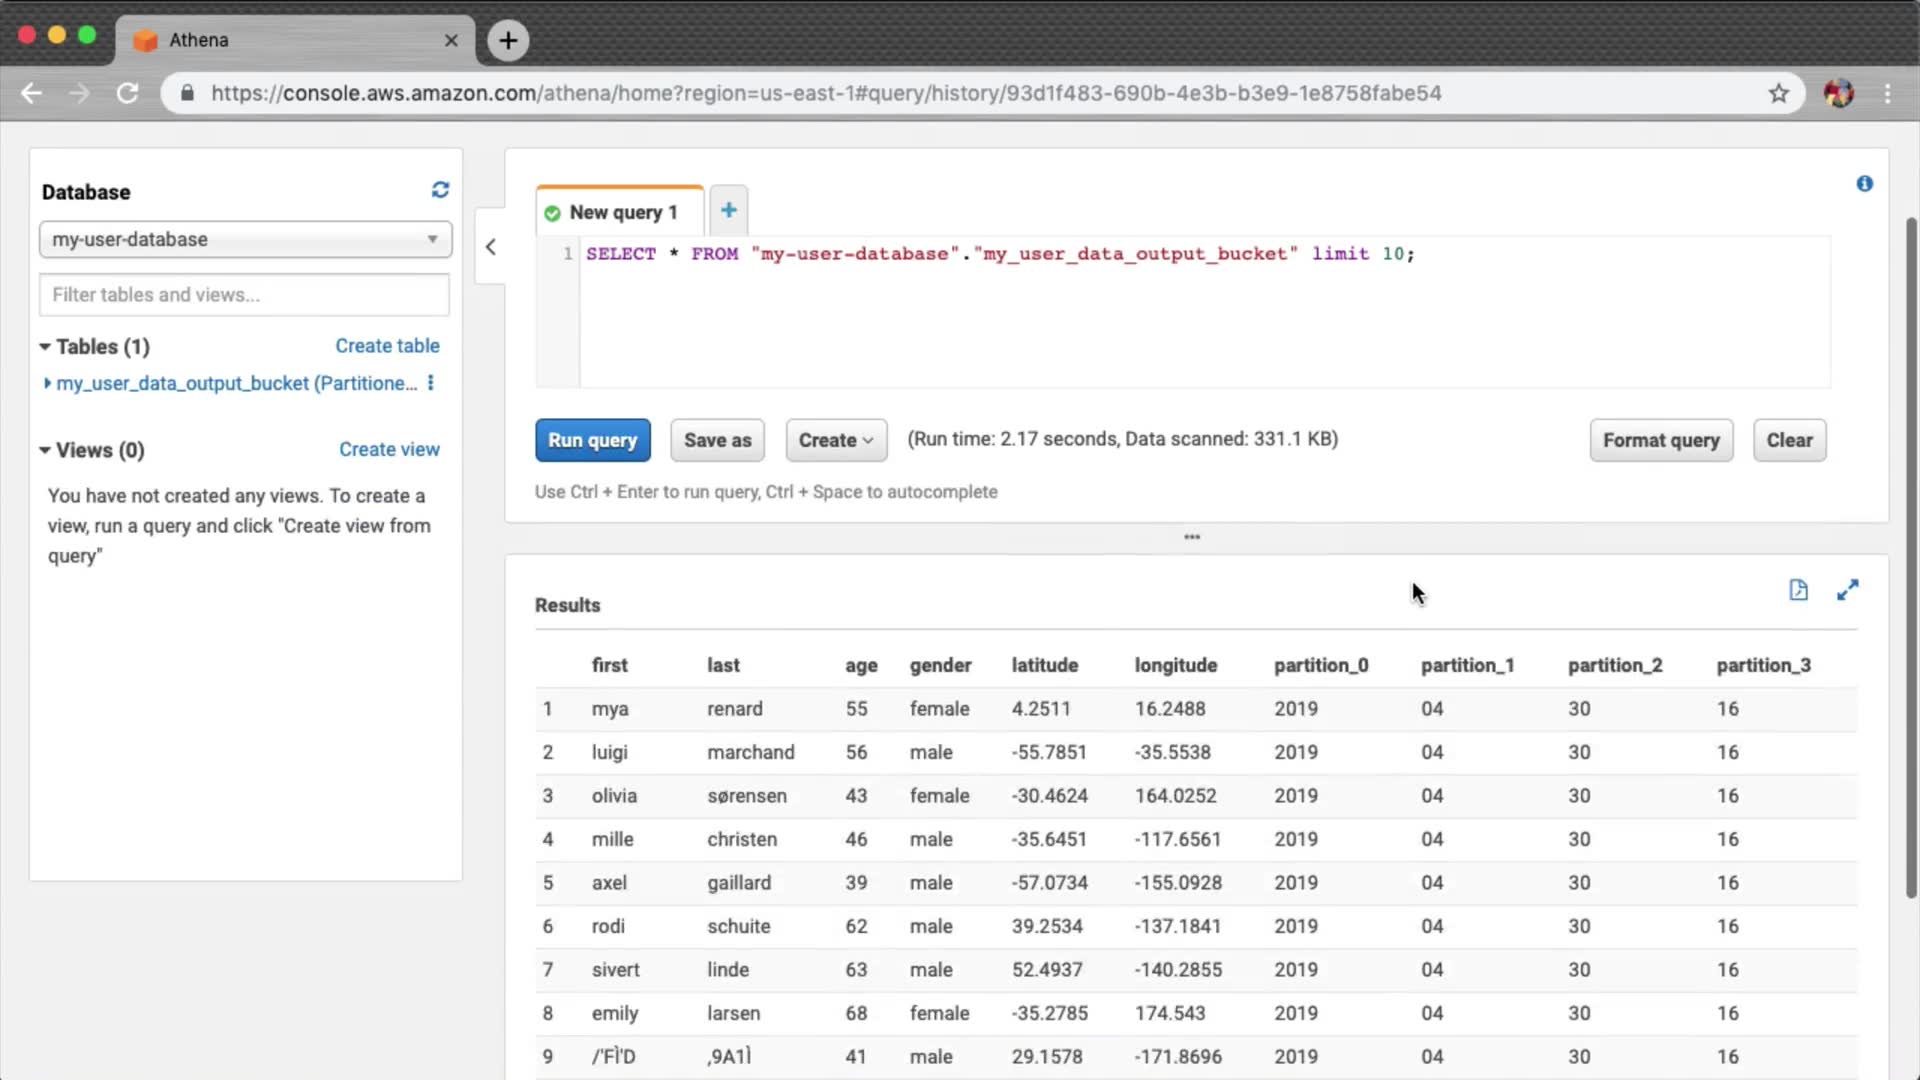 Athena
https://console.aws.amazon.com/athena/home?region=us-east-1#query/history/93d1f483-690b-4e3b-b3e9-1e8758fabe54
Database
my-user-database
Filter tables and views...
Tables (1) Create table
my_user_data_output_bucket (Partitione...
Views (0) Create view
You have not created any views. To create a
view, run a query and click "Create view from
query"
New query 1
1 SELECT * FROM "my-user-database"."my_user_data_output_bucket" limit 10;
Run query Save as Create (Run time: 2.17 seconds, Data scanned: 331.1 KB) Format query Clear
Use Ctrl + Enter to run query, Ctrl + Space to autocomplete
Results
first last age gender latitude longitude partition_0 partition_1 partition_2 partition_3
1 mya renard 55 female 4.2511 16.2488 2019 04 30 16
2 luigi marchand 56 male -55.7851 -35.5538 2019 04 30 16
3 olivia sørensen 43 female -30.4624 164.0252 2019 04 30 16
4 mille christen 46 male -35.6451 -117.6561 2019 04 30 16
5 axel gaillard 39 male -57.0734 -155.0928 2019 04 30 16
6 rodi schuite 62 male 39.2534 -137.1841 2019 04 30 16
7 sivert linde 63 male 52.4937 -140.2855 2019 04 30 16
8 emily larsen 68 female -35.2785 174.543 2019 04 30 16
9 /'FÌ'D ,9A1Ì 41 male 29.1578 -171.8696 2019 04 30 16